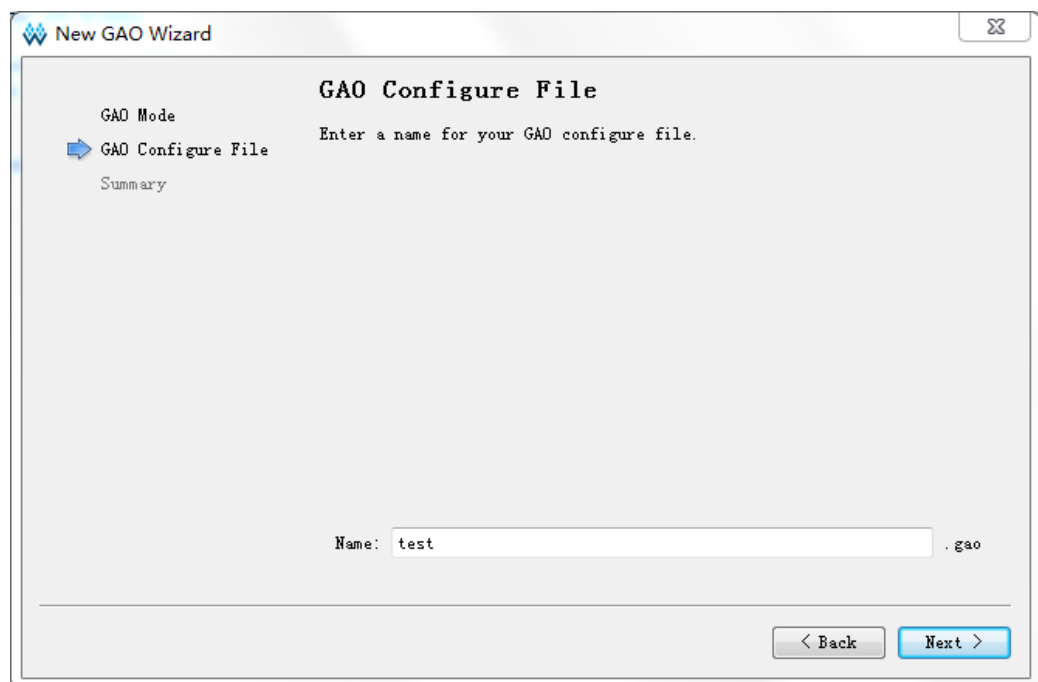 New GAO Wizard
GAO Mode
GAO Configure File
Summary
GAO Configure File
Enter a name for your GAO configure file.
Name: test .gao
< Back Next >